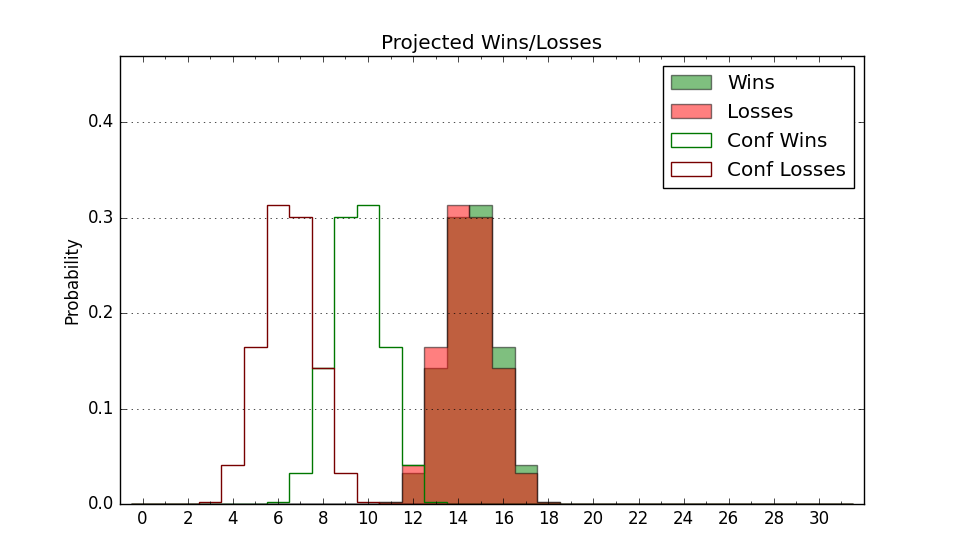 Projected Wins/Losses
Wins
Losses
Conf Wins
Conf Losses
Probability
0.4
0.3
0.2
0.1
0.0
0 2 4 6 8 10 12 14 16 18 20 22 24 26 28 30